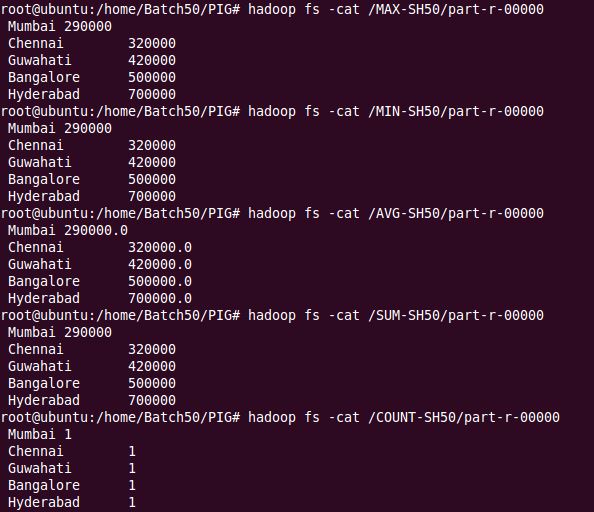 root@ubuntu:/home/Batch50/PIG# hadoop fs -cat /MAX-SH50/part-r-00000
 Mumbai 290000
 Chennai        320000
 Guwahati       420000
 Bangalore      500000
 Hyderabad      700000
root@ubuntu:/home/Batch50/PIG# hadoop fs -cat /MIN-SH50/part-r-00000
 Mumbai 290000
 Chennai        320000
 Guwahati       420000
 Bangalore      500000
 Hyderabad      700000
root@ubuntu:/home/Batch50/PIG# hadoop fs -cat /AVG-SH50/part-r-00000
 Mumbai 290000.0
 Chennai        320000.0
 Guwahati       420000.0
 Bangalore      500000.0
 Hyderabad      700000.0
root@ubuntu:/home/Batch50/PIG# hadoop fs -cat /SUM-SH50/part-r-00000
 Mumbai 290000
 Chennai        320000
 Guwahati       420000
 Bangalore      500000
 Hyderabad      700000
root@ubuntu:/home/Batch50/PIG# hadoop fs -cat /COUNT-SH50/part-r-00000
 Mumbai 1
 Chennai        1
 Guwahati       1
 Bangalore      1
 Hyderabad      1